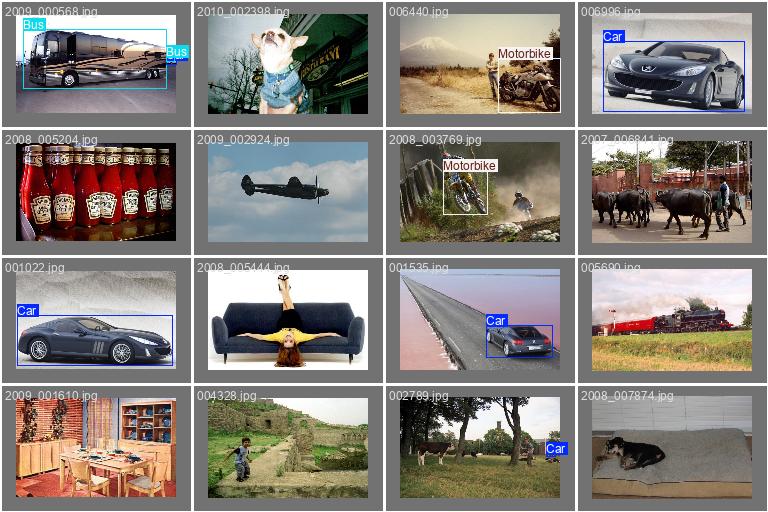 2009_000568.jpg
Bus
Bus
2010_002398.jpg
006440.jpg
Motorbike
006996.jpg
Car
2008_005204.jpg
HEINZ
2009_002924.jpg
2008_003769.jpg
Motorbike
2007_006841.jpg
001022.jpg
Car
2008_005444.jpg
001535.jpg
Car
005690.jpg
2009_001610.jpg
004328.jpg
002789.jpg
Car
2008_007874.jpg